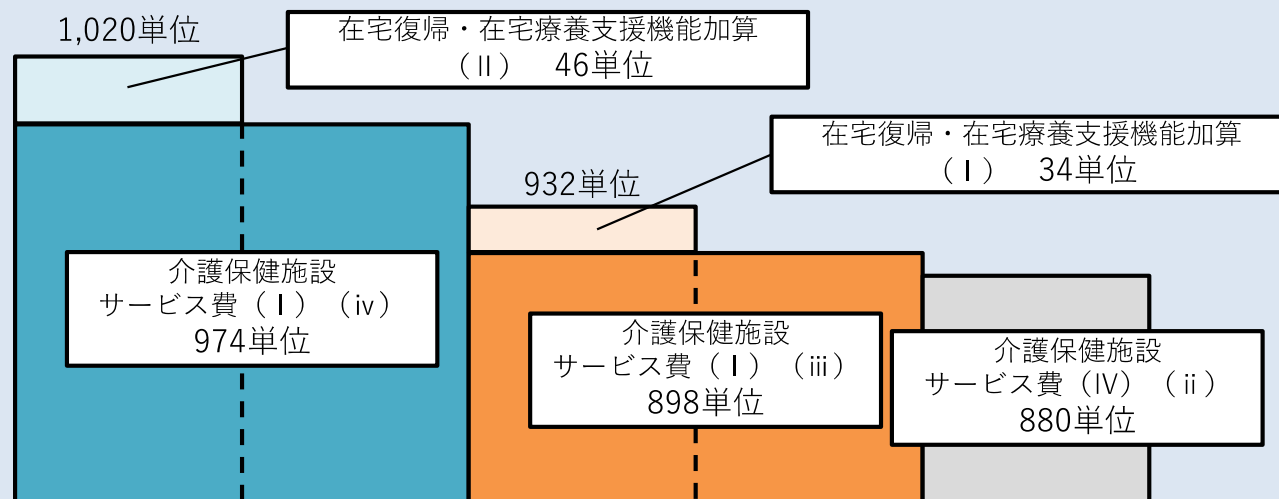 1,020単位
在宅復帰・在宅療養支援機能加算
（Ⅱ）　46単位
在宅復帰・在宅療養支援機能加算
（Ⅰ）　34単位
932単位
介護保健施設
サービス費（Ⅰ）（ⅳ）
974単位
介護保健施設
サービス費（Ⅰ）（ⅲ）
898単位
介護保健施設
サービス費（Ⅳ）（ⅱ）
880単位